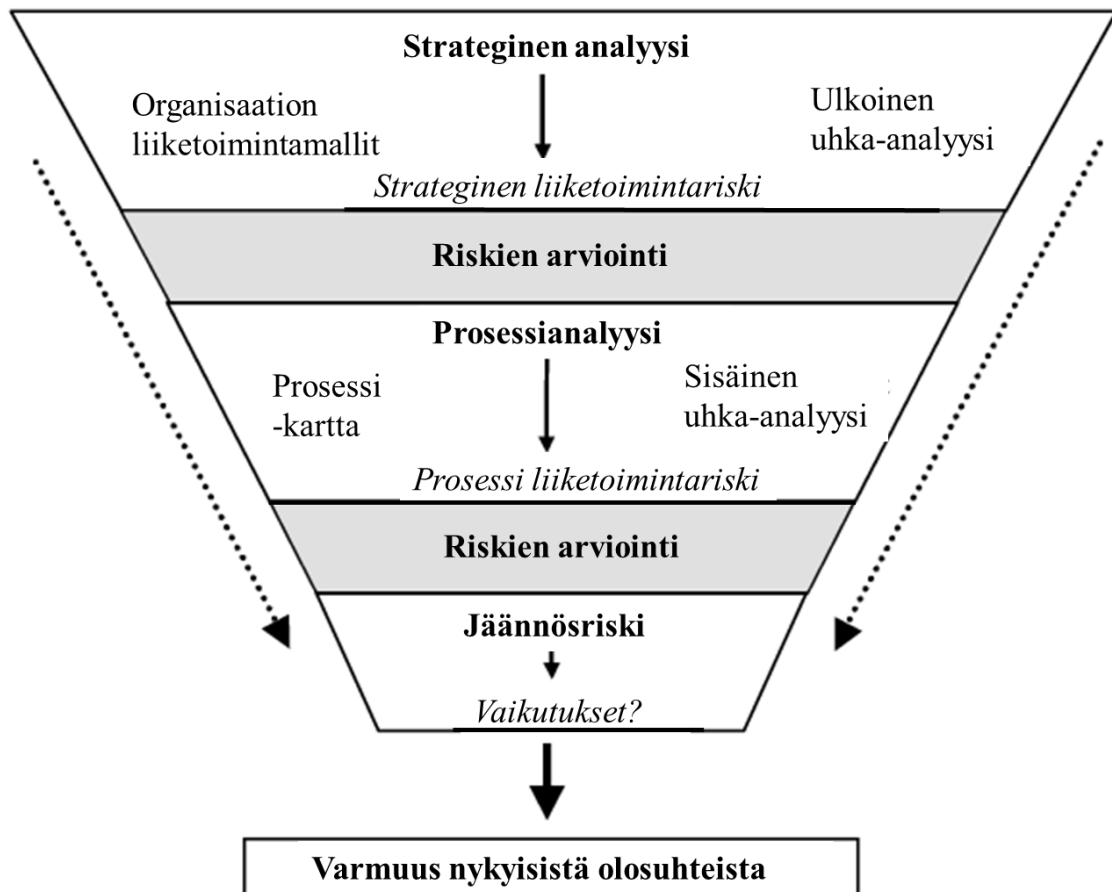 Strateginen analyysi
Organisaation
liiketoimintamallit
Ulkoinen
uhka-analyysi
Strateginen liiketoimintariski
Riskien arviointi
Prosessianalyysi
Prosessi
-kartta
Sisäinen
uhka-analyysi
Prosessi liiketoimintariski
Riskien arviointi
Jäännösriski
Vaikutukset?
Varmuus nykyisistä olosuhteista